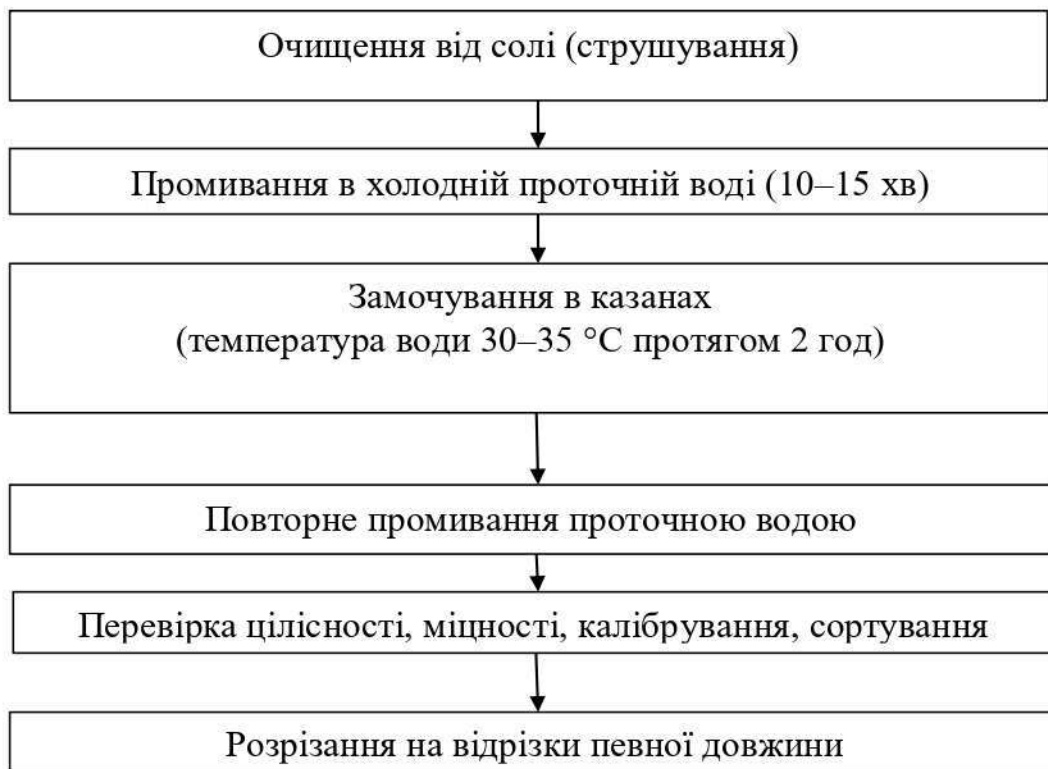 Очищення від солі (струшування)
Промивання в холодній проточній воді (10–15 хв)
Замочування в казанах
(температура води 30–35 °C протягом 2 год)
Повторне промивання проточною водою
Перевірка цілісності, міцності, калібрування, сортування
Розрізання на відрізки певної довжини